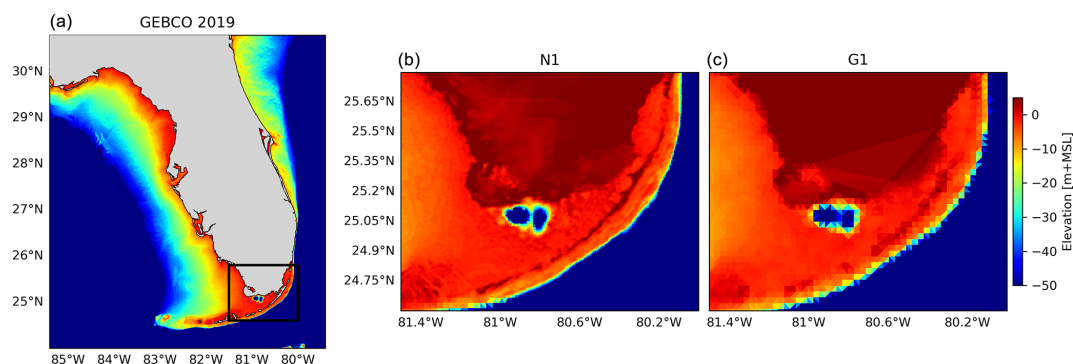 (a)
GEBCO 2019
30°N
29°N
28°N
27°N
26°N
25°N
85°W 84°W 83°W 82°W 81°W 80°W
(b)
N1
25.65°N
25.5°N
25.35°N
25.2°N
25.05°N
24.9°N
24.75°N
81.4°W 81°W 80.6°W 80.2°W
(c)
G1
81.4°W 81°W 80.6°W 80.2°W
0
−10
−20
−30
−40
−50
Elevation [m+MSL]